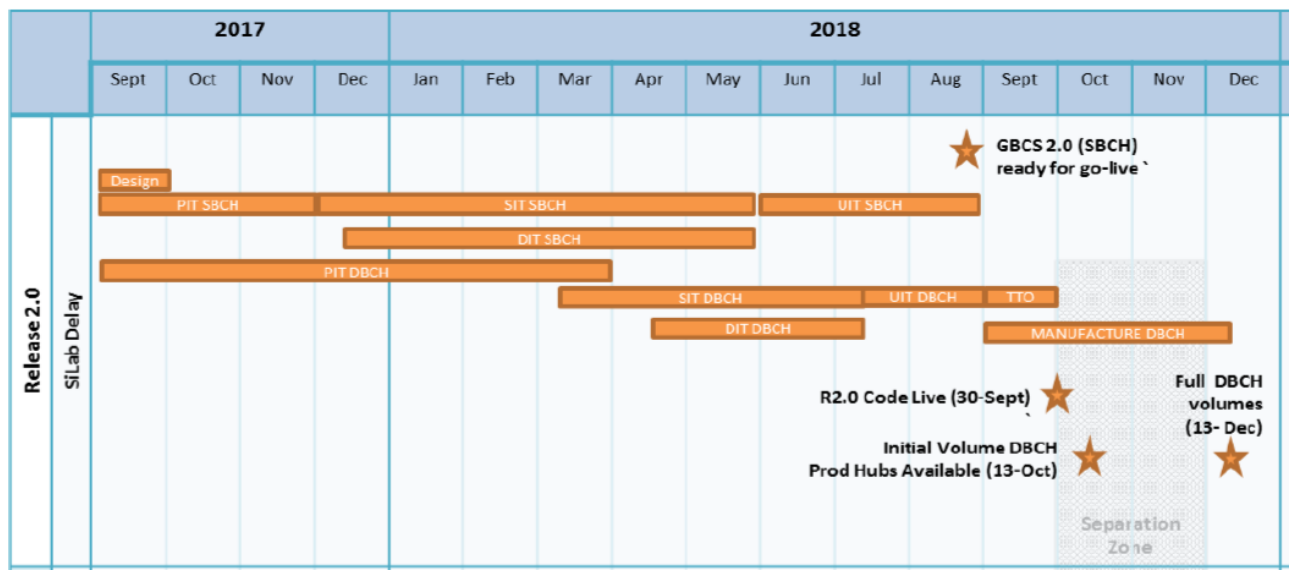 2017
2018
Sept
Oct
Nov
Dec
Jan
Feb
Mar
Apr
May
Jun
Jul
Aug
Sept
Oct
Nov
Dec
Release 2.0
SiLab Delay
GBCS 2.0 (SBCH)
ready for go-live `
Design
PIT SBCH
SIT SBCH
UIT SBCH
DIT SBCH
PIT DBCH
SIT DBCH
UIT DBCH
TTO
DIT DBCH
MANUFACTURE DBCH
R2.0 Code Live (30-Sept)
`
Full DBCH
volumes
(13- Dec)
Initial Volume DBCH
Prod Hubs Available (13-Oct)
Separation
Zone